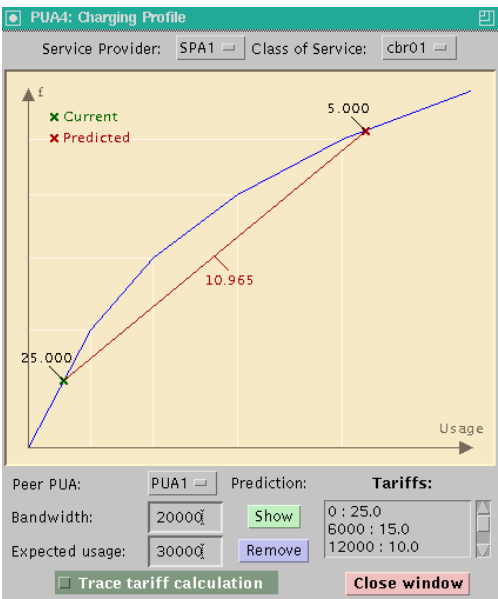 PUA4: Charging Profile
Service Provider: SPA1 Class of Service: cbr01
f
5.000
× Current
× Predicted
10.965
25.000
Usage
Peer PUA: PUA1 Prediction: Tariffs:
Bandwidth: 20000 Show 0 : 25.0
6000 : 15.0
Expected usage: 30000 Remove 12000 : 10.0
Trace tariff calculation Close window